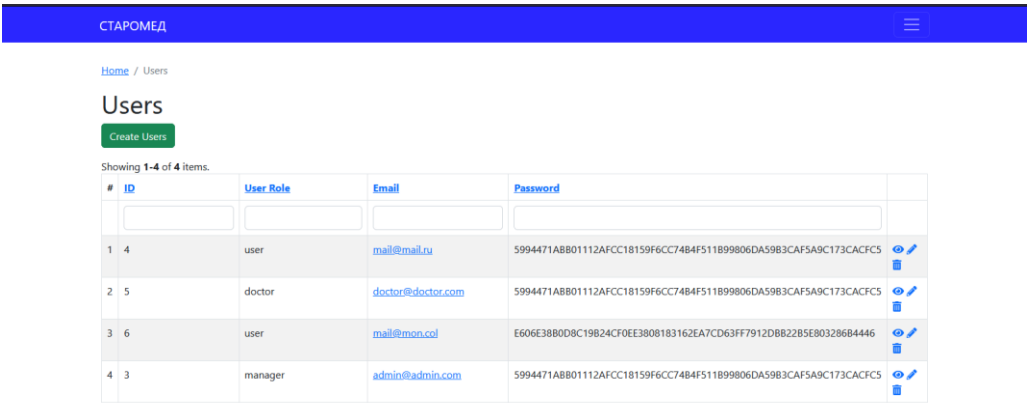 СТАРОМЕД
Home / Users
Users
Create Users
Showing 1-4 of 4 items.
# ID User Role Email Password
1 4 user mail@mail.ru 5994471ABB01112AFCC18159F6CC74B4F511B99806DA59B3CAF5A9C173CACFC5
2 5 doctor doctor@doctor.com 5994471ABB01112AFCC18159F6CC74B4F511B99806DA59B3CAF5A9C173CACFC5
3 6 user mail@mon.col E606E38B0D8C19B24CF0EE3808183162EA7CD63FF7912DBB22B5E803286B4446
4 3 manager admin@admin.com 5994471ABB01112AFCC18159F6CC74B4F511B99806DA59B3CAF5A9C173CACFC5